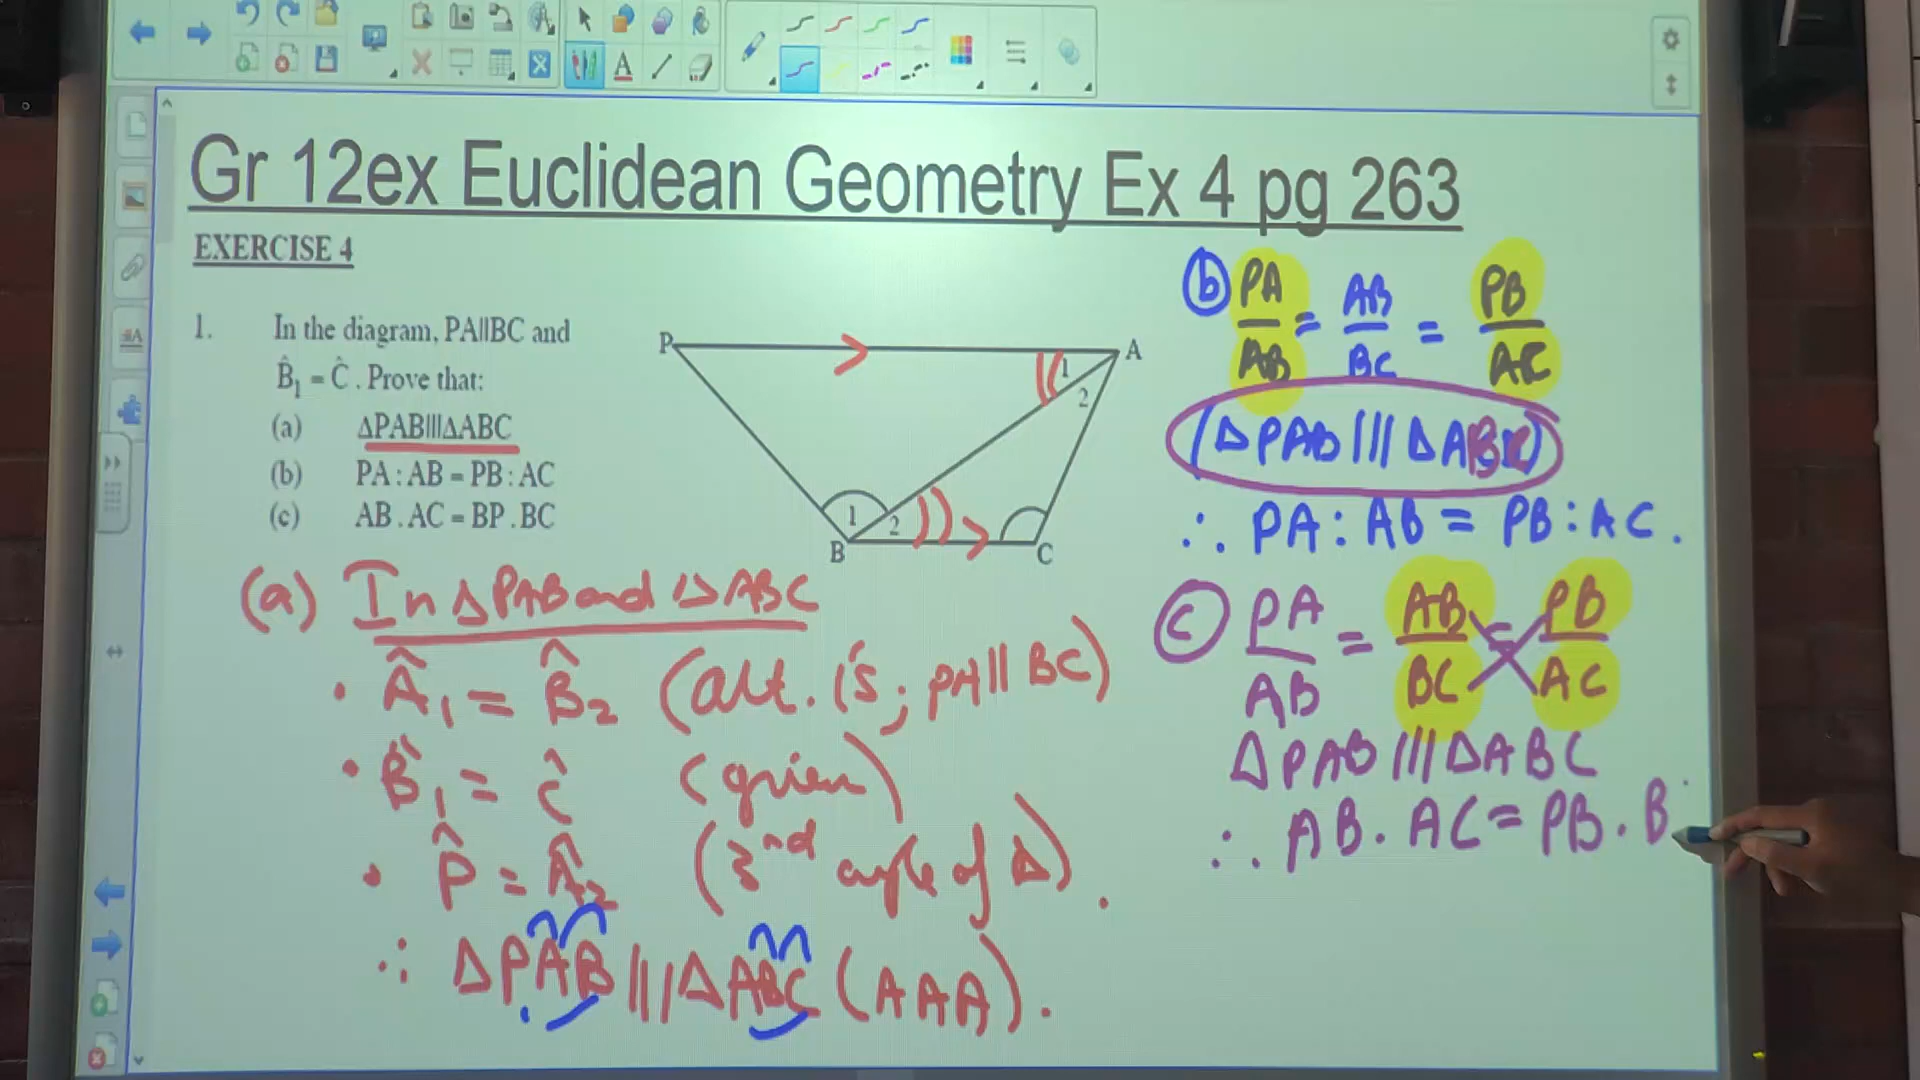 Gr 12ex Euclidean Geometry Ex 4 pg 263
EXERCISE 4
1. In the diagram, PA||BC and
B̂₁ = Ĉ. Prove that:
(a) ΔPAB|||ΔABC
(b) PA : AB = PB : AC
(c) AB . AC = BP . BC
P
A
1
2
1
2
B
C
(a) In Δ PAB and Δ ABC
• Â₁ = B̂₂ (alt. ∠'s; PA || BC)
• B̂₁ = Ĉ (given)
• P̂ = Â₂ (3rd angle of Δ).
∴ ΔPAB ||| ΔABC (AAA).
(b) PA/AB = AB/BC = PB/AC
(ΔPAB ||| ΔABC)
∴ PA : AB = PB : AC.
(c) PA/AB = AB/BC = PB/AC
ΔPAB ||| ΔABC
∴ AB . AC = PB . B